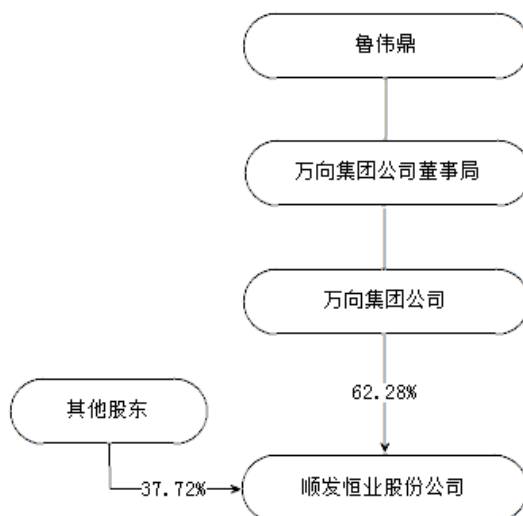 鲁伟鼎
万向集团公司董事局
万向集团公司
62.28%
其他股东
37.72%
顺发恒业股份公司